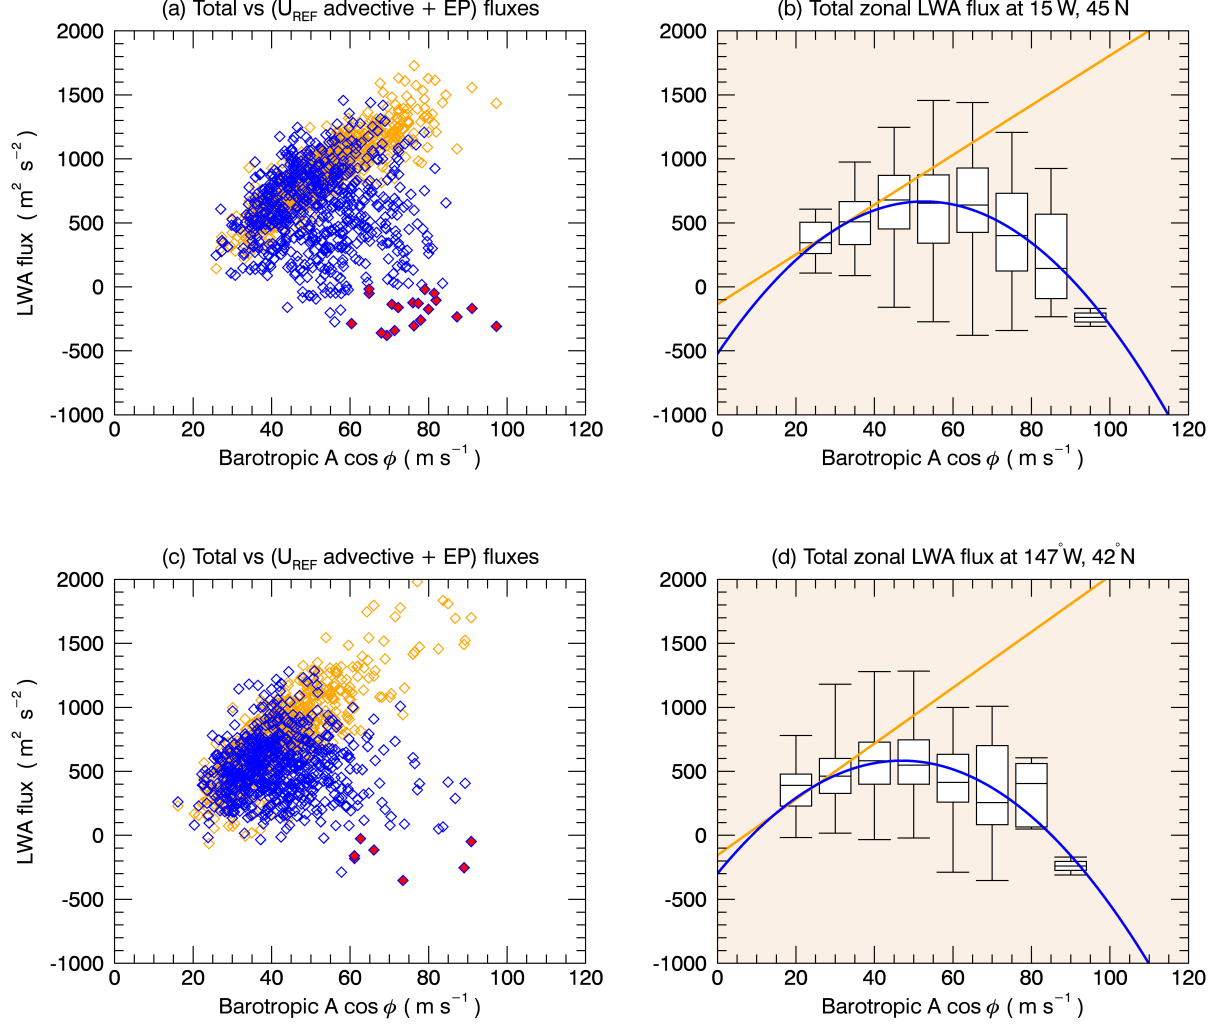 (a) Total vs (U_REF advective + EP) fluxes
(b) Total zonal LWA flux at 15 W, 45 N
2000
1500
1000
500
0
-500
-1000
LWA flux ( m² s⁻²)
0 20 40 60 80 100 120
Barotropic A cos ϕ ( m s⁻¹)
2000
1500
1000
500
0
-500
-1000
0 20 40 60 80 100 120
Barotropic A cos ϕ ( m s⁻¹)
(c) Total vs (U_REF advective + EP) fluxes
(d) Total zonal LWA flux at 147°W, 42°N
2000
1500
1000
500
0
-500
-1000
LWA flux ( m² s⁻²)
0 20 40 60 80 100 120
Barotropic A cos ϕ ( m s⁻¹)
2000
1500
1000
500
0
-500
-1000
0 20 40 60 80 100 120
Barotropic A cos ϕ ( m s⁻¹)